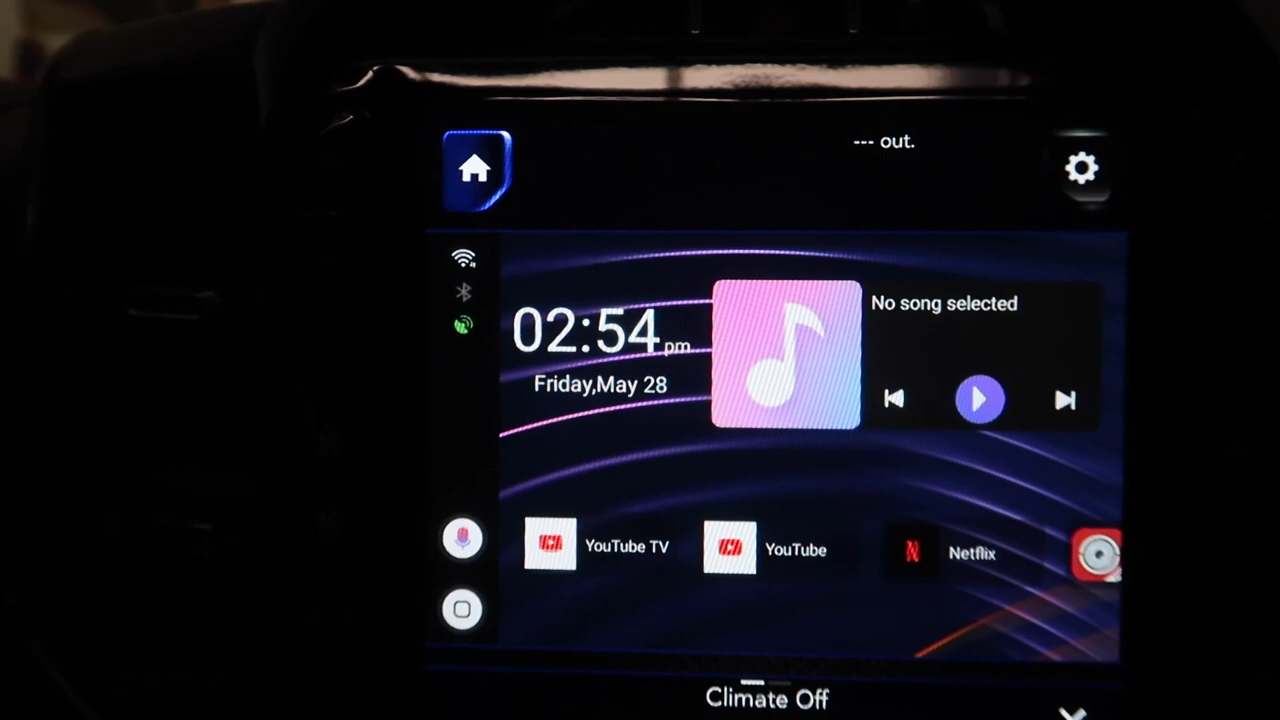 --- out.
02:54 pm
Friday,May 28
No song selected
YouTube TV
YouTube
Netflix
Climate Off